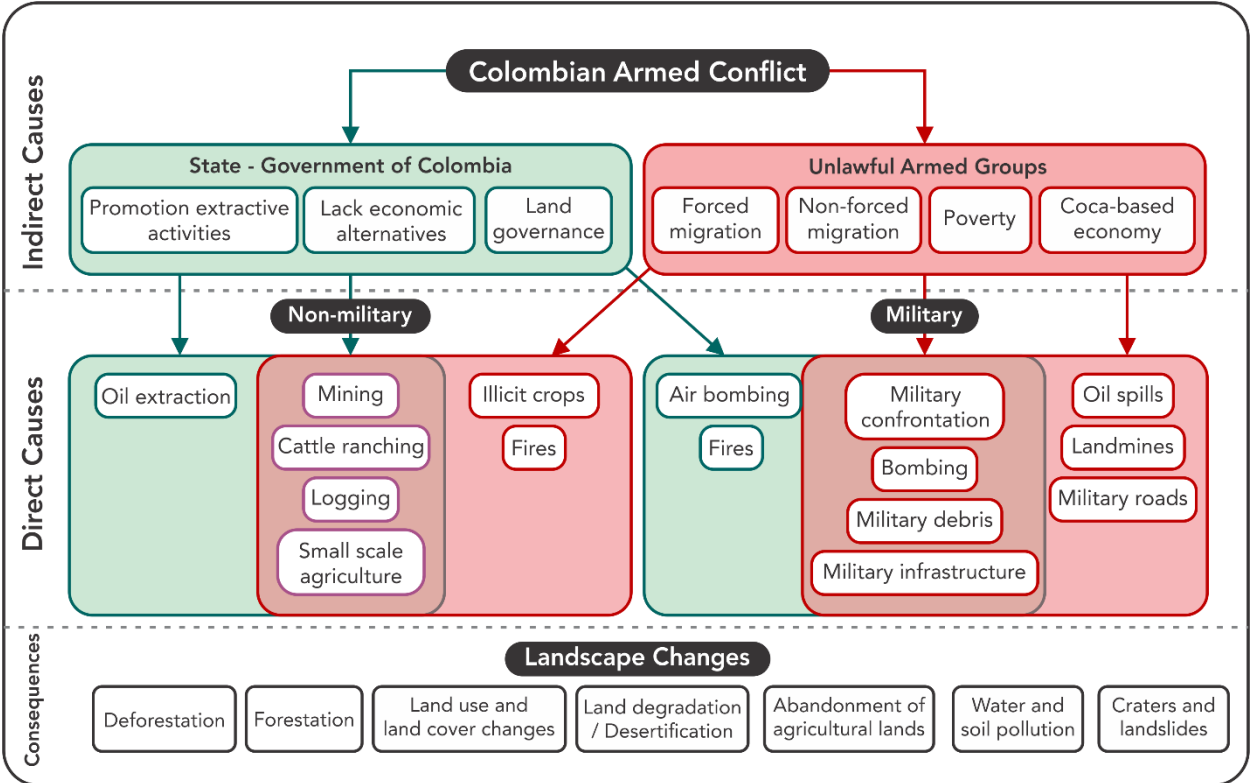 Colombian Armed Conflict
Indirect Causes
State - Government of Colombia
Promotion extractive
activities
Lack economic
alternatives
Land
governance
Unlawful Armed Groups
Forced
migration
Non-forced
migration
Poverty
Coca-based
economy
Non-military
Military
Direct Causes
Oil extraction
Mining
Cattle ranching
Logging
Small scale
agriculture
Illicit crops
Fires
Air bombing
Fires
Military
confrontation
Bombing
Military debris
Military infrastructure
Oil spills
Landmines
Military roads
Consequences
Landscape Changes
Deforestation
Forestation
Land use and
land cover changes
Land degradation
/ Desertification
Abandonment of
agricultural lands
Water and
soil pollution
Craters and
landslides